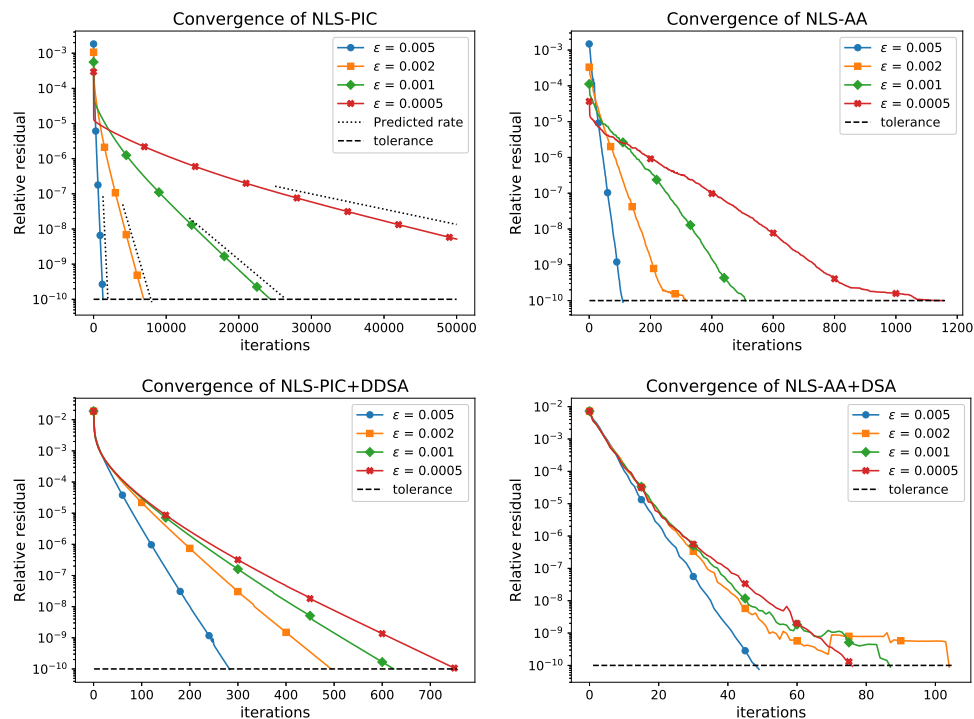 Convergence of NLS-PIC
Relative residual
10⁻³
10⁻⁴
10⁻⁵
10⁻⁶
10⁻⁷
10⁻⁸
10⁻⁹
10⁻¹⁰
ε = 0.005
ε = 0.002
ε = 0.001
ε = 0.0005
Predicted rate
tolerance
0 10000 20000 30000 40000 50000
iterations
Convergence of NLS-AA
Relative residual
10⁻³
10⁻⁴
10⁻⁵
10⁻⁶
10⁻⁷
10⁻⁸
10⁻⁹
10⁻¹⁰
ε = 0.005
ε = 0.002
ε = 0.001
ε = 0.0005
tolerance
0 200 400 600 800 1000 1200
iterations
Convergence of NLS-PIC+DDSA
Relative residual
10⁻²
10⁻³
10⁻⁴
10⁻⁵
10⁻⁶
10⁻⁷
10⁻⁸
10⁻⁹
10⁻¹⁰
ε = 0.005
ε = 0.002
ε = 0.001
ε = 0.0005
tolerance
0 100 200 300 400 500 600 700
iterations
Convergence of NLS-AA+DSA
Relative residual
10⁻²
10⁻³
10⁻⁴
10⁻⁵
10⁻⁶
10⁻⁷
10⁻⁸
10⁻⁹
10⁻¹⁰
ε = 0.005
ε = 0.002
ε = 0.001
ε = 0.0005
tolerance
0 20 40 60 80 100
iterations